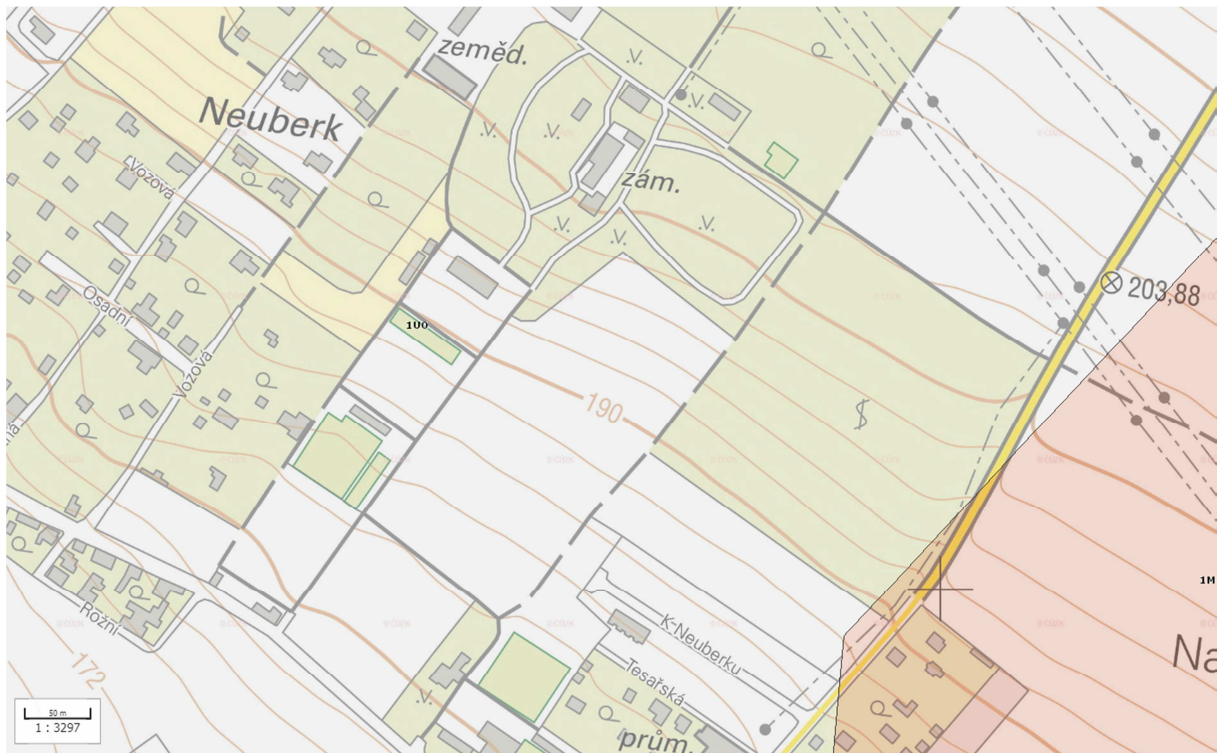 zeměd.
.V.
Neuberk
.V.
.V.
.V.
Vozová
zám.
.V.
.V.
.V.
203,88
Osadní
100
Vozová
190
1M
Rožní
K Neuberku
Na
172
Tesařská
.V.
50 m
1 : 3297
prům.